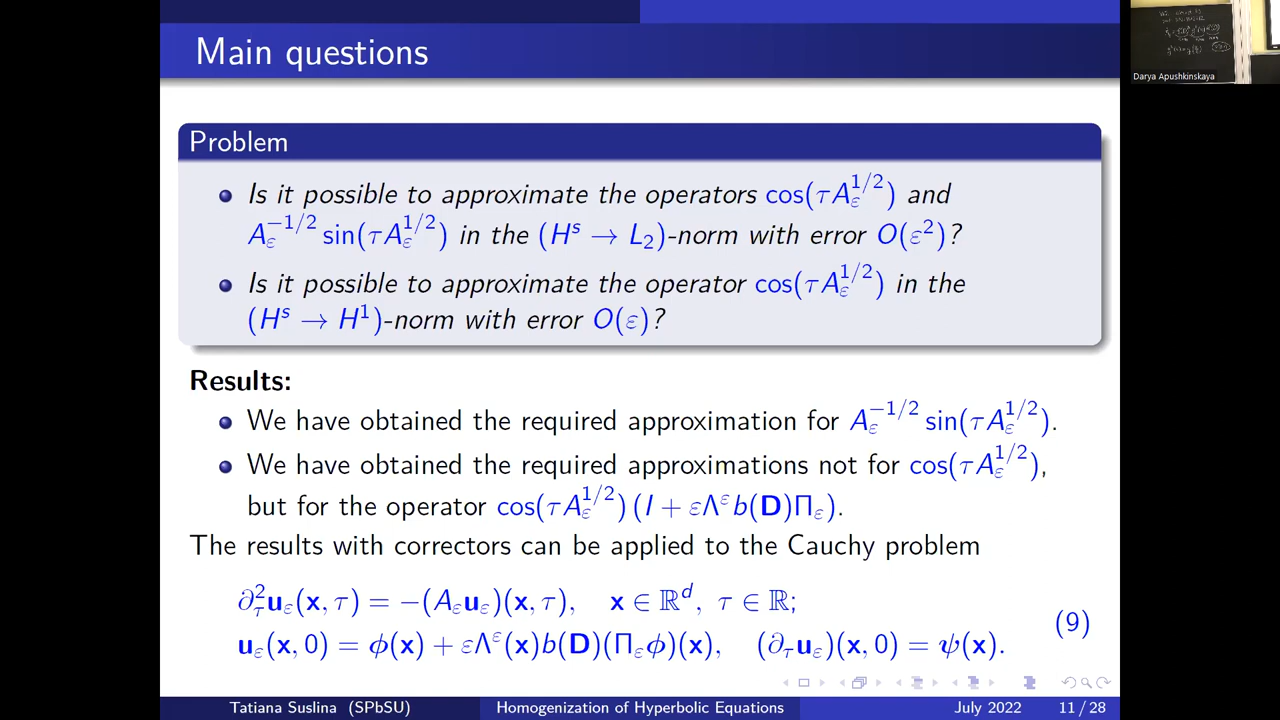 Main questions
Problem
Is it possible to approximate the operators cos(τA_ε^{1/2}) and
A_ε^{−1/2} sin(τA_ε^{1/2}) in the (H^s → L_2)-norm with error O(ε^2)?
Is it possible to approximate the operator cos(τA_ε^{1/2}) in the
(H^s → H^1)-norm with error O(ε)?
Results:
We have obtained the required approximation for A_ε^{−1/2} sin(τA_ε^{1/2}).
We have obtained the required approximations not for cos(τA_ε^{1/2}),
but for the operator cos(τA_ε^{1/2})(I + εΛ^ε b(D)Π_ε).
The results with correctors can be applied to the Cauchy problem
∂_τ^2 u_ε(x, τ) = −(A_ε u_ε)(x, τ), x ∈ ℝ^d, τ ∈ ℝ;
u_ε(x, 0) = ϕ(x) + εΛ^ε(x)b(D)(Π_ε ϕ)(x), (∂_τ u_ε)(x, 0) = ψ(x).
(9)
Tatiana Suslina (SPbSU) Homogenization of Hyperbolic Equations July 2022 11 / 28
Darya Apushkinskaya